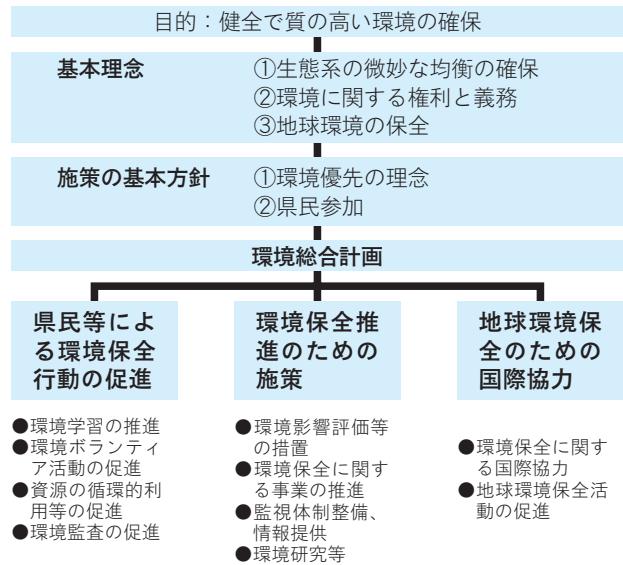 目的：健全で質の高い環境の確保
基本理念　①生態系の微妙な均衡の確保
②環境に関する権利と義務
③地球環境の保全
施策の基本方針　①環境優先の理念
②県民参加
環境総合計画
県民等によ
る環境保全
行動の促進
●環境学習の推進
●環境ボランティ
ア活動の促進
●資源の循環的利
用等の促進
●環境監査の促進
環境保全推
進のための
施策
●環境影響評価等
の措置
●環境保全に関す
る事業の推進
●監視体制整備、
情報提供
●環境研究等
地球環境保
全のための
国際協力
●環境保全に関す
る国際協力
●地球環境保全活
動の促進